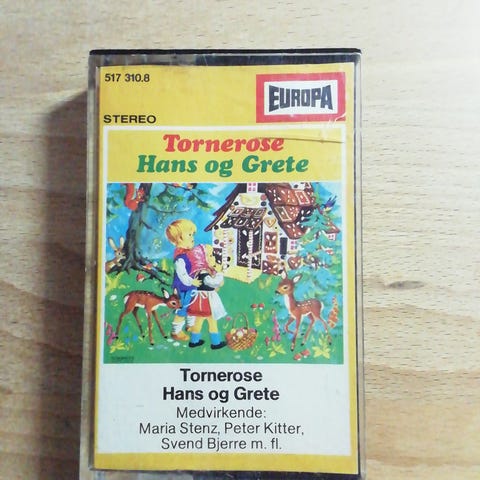 517 310.8
EUROPA
STEREO
Tornerose
Hans og Grete
Tornerose
Hans og Grete
Medvirkende:
Maria Stenz, Peter Kitter,
Svend Bjerre m. fl.